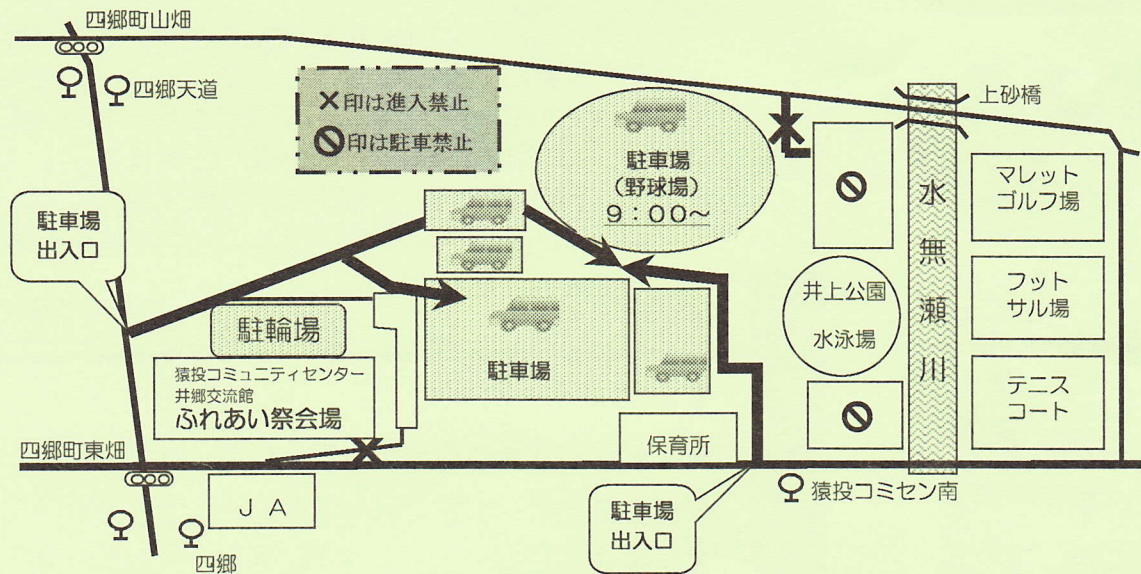 四郷町山畑
四郷天道
✕印は進入禁止
🚫印は駐車禁止
駐車場
(野球場)
9:00~
上砂橋
水無瀬川
マレット
ゴルフ場
駐車場
出入口
井上公園
水泳場
フット
サル場
駐輪場
駐車場
猿投コミュニティセンター
井郷交流館
ふれあい祭会場
テニス
コート
四郷町東畑
保育所
JA
駐車場
出入口
猿投コミセン南
四郷